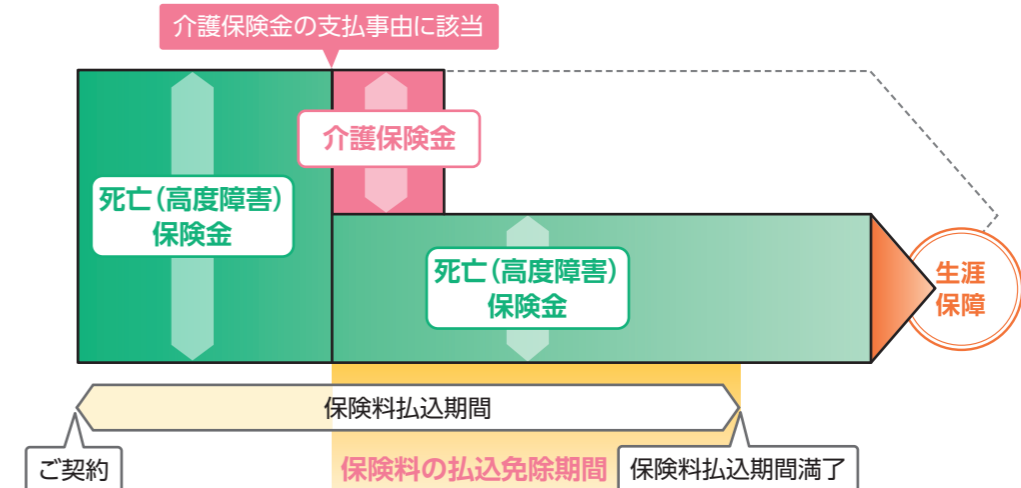 介護保険金の支払事由に該当
介護保険金
死亡(高度障害)
保険金
死亡(高度障害)
保険金
生涯
保障
保険料払込期間
ご契約
保険料の払込免除期間
保険料払込期間満了